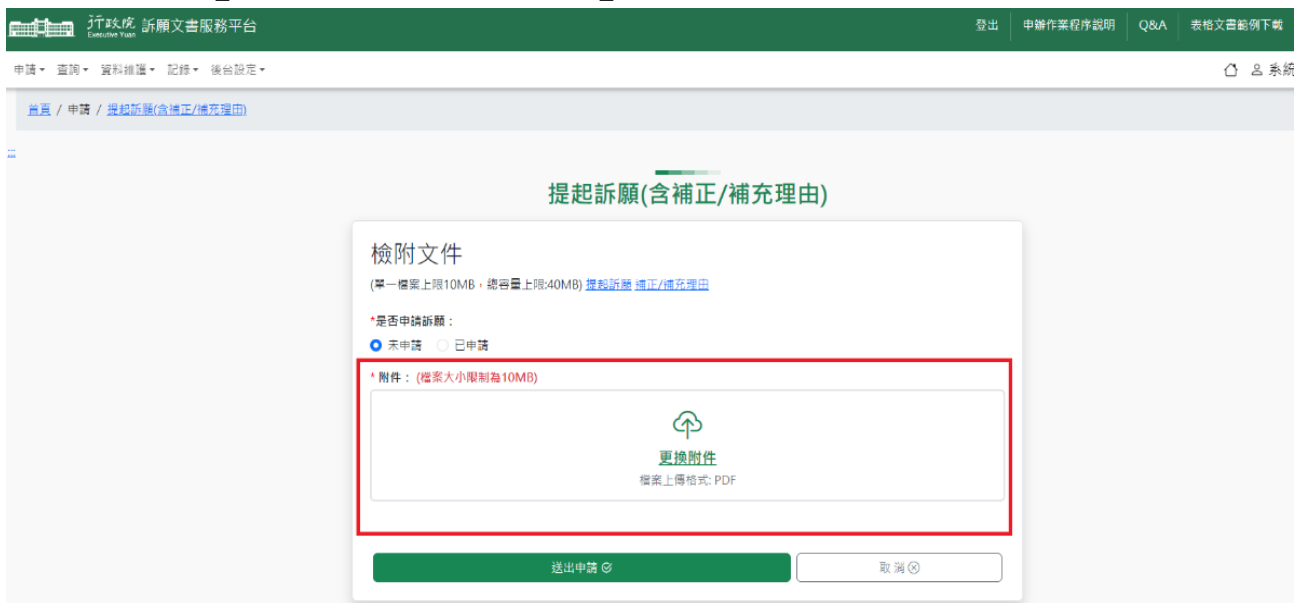 行政院 Executive Yuan 訴願文書服務平台
登出 申辦作業程序說明 Q&A 表格文書範例下載
申請 查詢 資料維護 記錄 後台設定
系統
首頁 / 申請 / 提起訴願(含補正/補充理由)
:::
提起訴願(含補正/補充理由)
檢附文件
(單一檔案上限10MB，總容量上限:40MB) 提起訴願 補正/補充理由
*是否申請訴願：
未申請 已申請
* 附件： (檔案大小限制為10MB)
更換附件
檔案上傳格式: PDF
送出申請
取 消